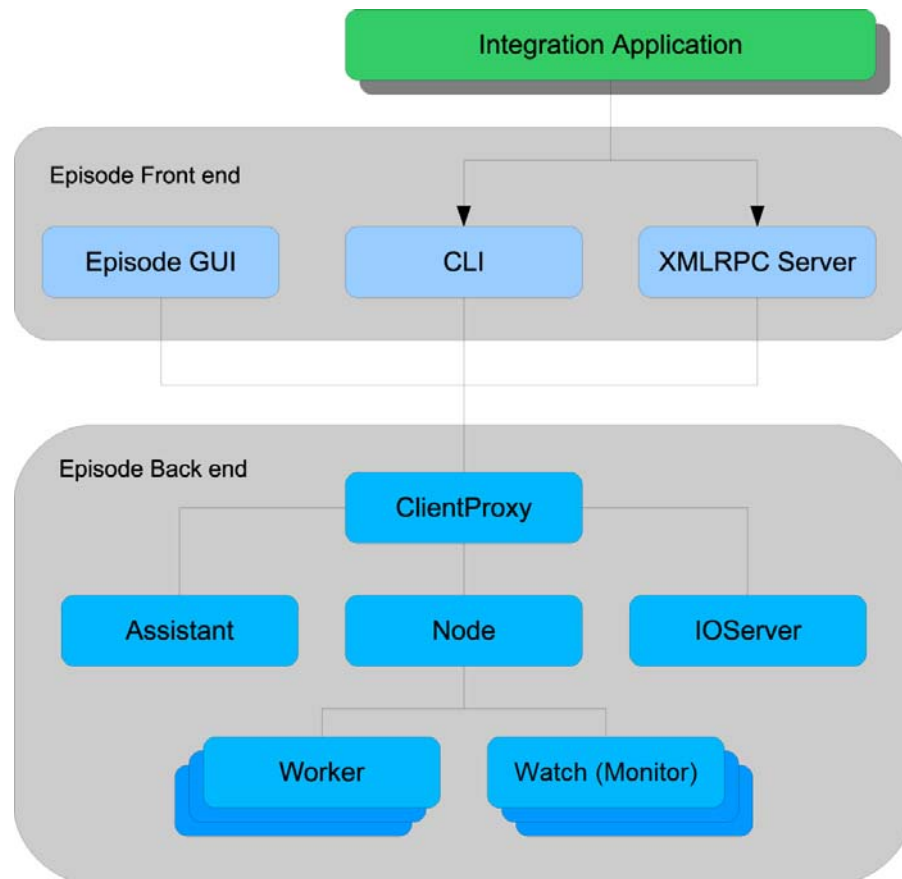 Integration Application
Episode Front end
Episode GUI
CLI
XMLRPC Server
Episode Back end
ClientProxy
Assistant
Node
IOServer
Worker
Watch (Monitor)